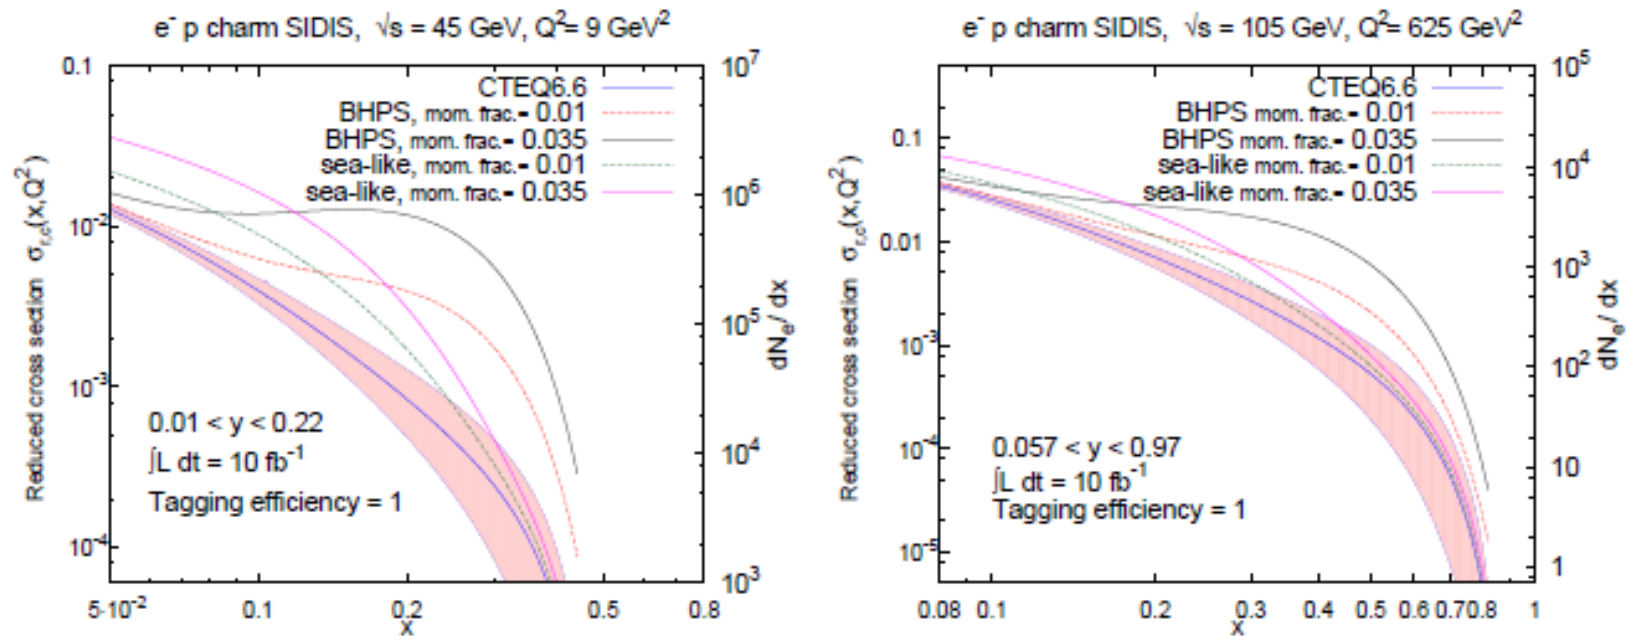 e⁻ p charm SIDIS, √s = 45 GeV, Q²= 9 GeV²
Reduced cross section σr,c(x,Q²)
0.1
10⁻²
10⁻³
10⁻⁴
CTEQ6.6
BHPS, mom. frac.= 0.01
BHPS, mom. frac.= 0.035
sea-like, mom. frac.= 0.01
sea-like, mom. frac.= 0.035
0.01 < y < 0.22
∫L dt = 10 fb⁻¹
Tagging efficiency = 1
10⁷
10⁶
10⁵
10⁴
10³
dNe/ dx
5·10⁻² 0.1 0.2 0.5 0.8
x
e⁻ p charm SIDIS, √s = 105 GeV, Q²= 625 GeV²
Reduced cross section σr,c(x,Q²)
0.1
0.01
10⁻³
10⁻⁴
10⁻⁵
CTEQ6.6
BHPS mom. frac.= 0.01
BHPS mom. frac.= 0.035
sea-like mom. frac.= 0.01
sea-like mom. frac.= 0.035
0.057 < y < 0.97
∫L dt = 10 fb⁻¹
Tagging efficiency = 1
10⁵
10⁴
10³
10²
10
1
dNe/ dx
0.08 0.1 0.2 0.3 0.4 0.5 0.6 0.7 0.8 1
x